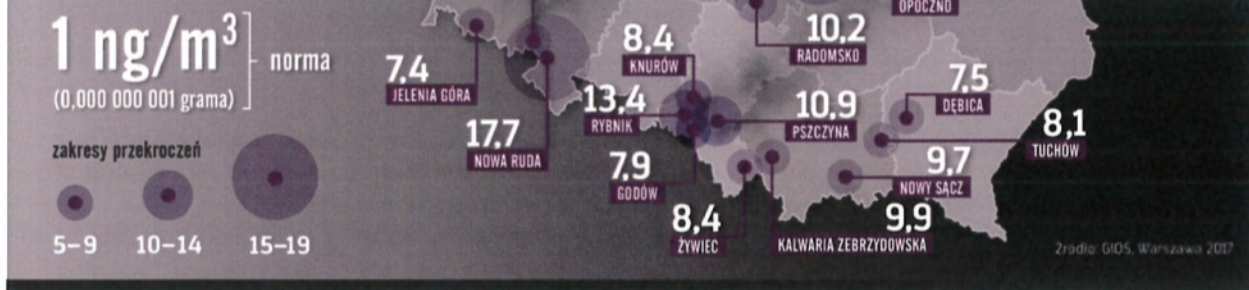 OPOCZNO
1 ng/m³
norma
(0,000 000 001 grama)
zakresy przekroczeń
5–9
10–14
15–19
7,4
JELENIA GÓRA
17,7
NOWA RUDA
8,4
KNURÓW
13,4
RYBNIK
7,9
GODÓW
8,4
ŻYWIEC
10,2
RADOMSKO
10,9
PSZCZYNA
7,5
DĘBICA
8,1
TUCHÓW
9,7
NOWY SĄCZ
9,9
KALWARIA ZEBRZYDOWSKA
Źródło: GIOŚ, Warszawa 2017